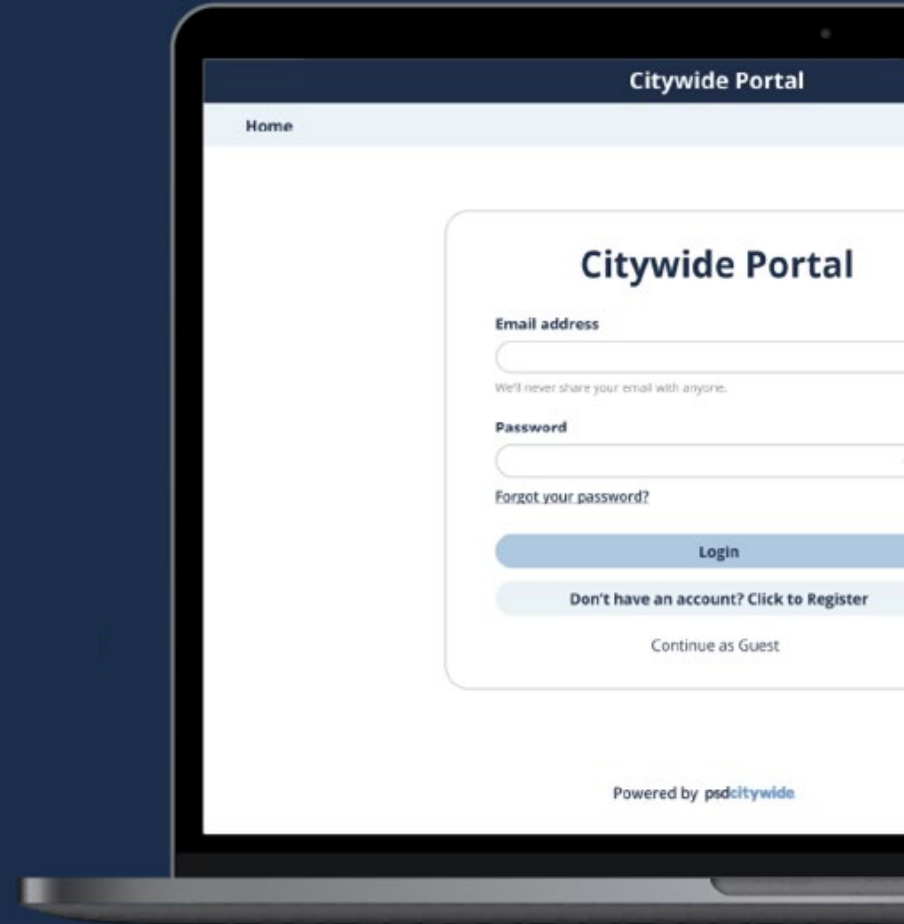 Citywide Portal
Home
Citywide Portal
Email address
We'll never share your email with anyone.
Password
Forgot your password?
Login
Don't have an account? Click to Register
Continue as Guest
Powered by psdcitywide